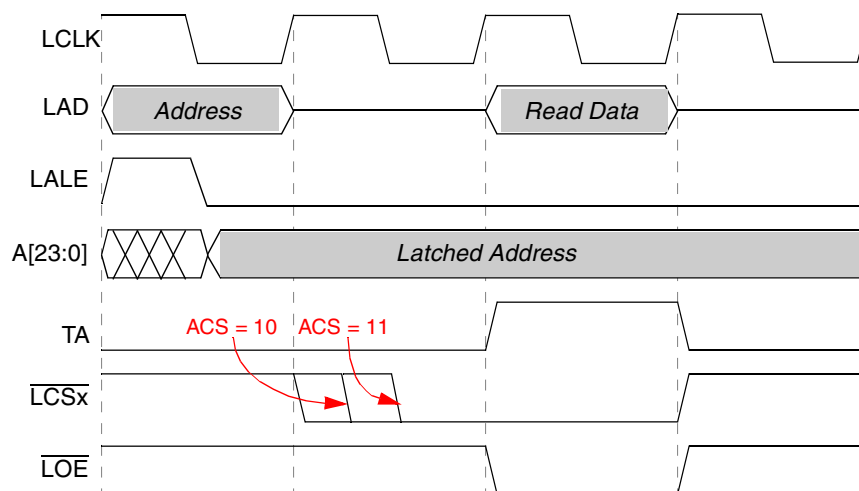 LCLK
LAD Address Read Data
LALE
A[23:0] Latched Address
TA ACS = 10 ACS = 11
LCSx
LOE